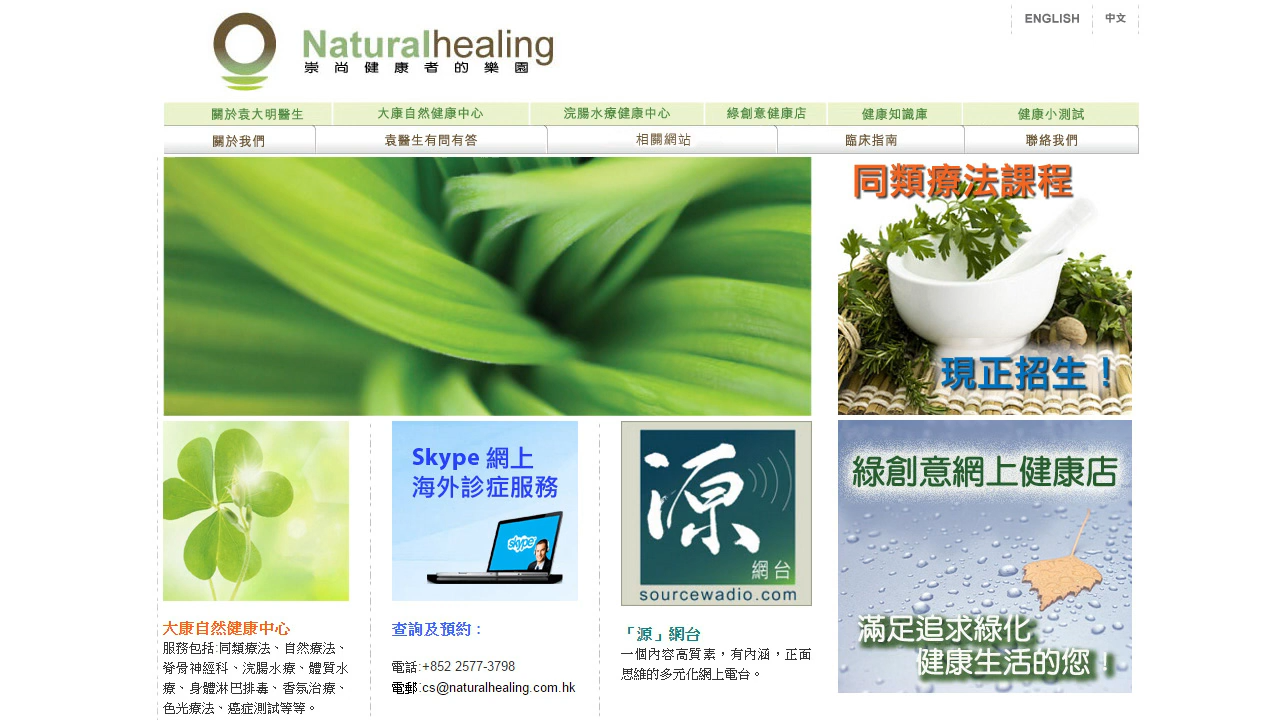 ENGLISH 中文
Naturalhealing
崇尚健康者的樂園
關於袁大明醫生 大康自然健康中心 浣腸水療健康中心 綠創意健康店 健康知識庫 健康小測試
關於我們 袁醫生有問有答 相關網站 臨床指南 聯絡我們
同類療法課程
現正招生！
Skype 網上
海外診症服務
skype
源
網台
sourcewadio.com
綠創意網上健康店
滿足追求綠化
健康生活的您！
大康自然健康中心
服務包括:同類療法、自然療法、
脊骨神經科、浣腸水療、體質水
療、身體淋巴排毒、香氛治療、
色光療法、癌症測試等等。
查詢及預約：
電話:+852 2577-3798
電郵:cs@naturalhealing.com.hk
「源」網台
一個內容高質素，有內涵，正面
思維的多元化網上電台。